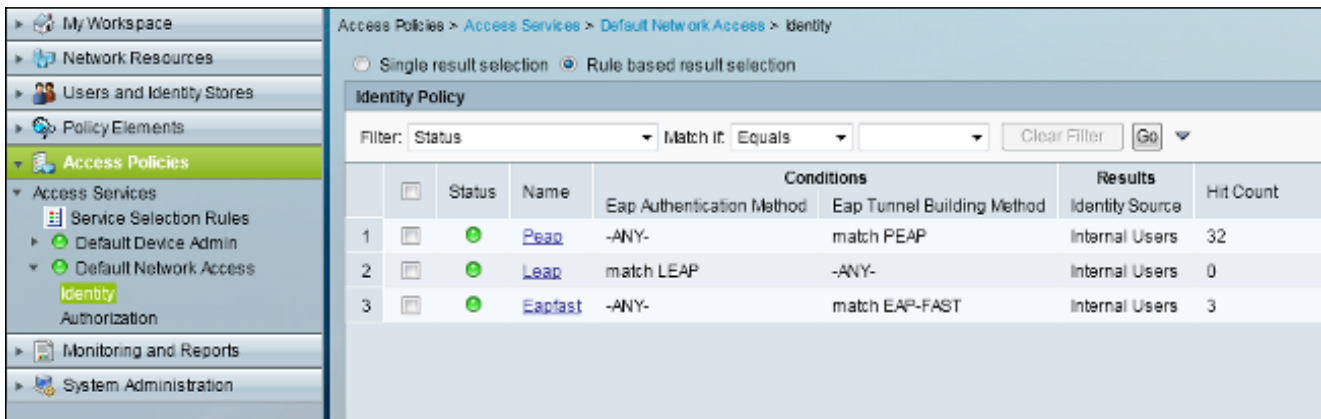 My Workspace
Network Resources
Users and Identity Stores
Policy Elements
Access Policies
Access Services
Service Selection Rules
Default Device Admin
Default Network Access
Identity
Authorization
Monitoring and Reports
System Administration
Access Policies > Access Services > Default Network Access > Identity
Single result selection Rule based result selection
Identity Policy
Filter: Status Match if: Equals Clear Filter Go
Conditions Results
Status Name Eap Authentication Method Eap Tunnel Building Method Identity Source Hit Count
1 Peap -ANY- match PEAP Internal Users 32
2 Leap match LEAP -ANY- Internal Users 0
3 Eapfast -ANY- match EAP-FAST Internal Users 3